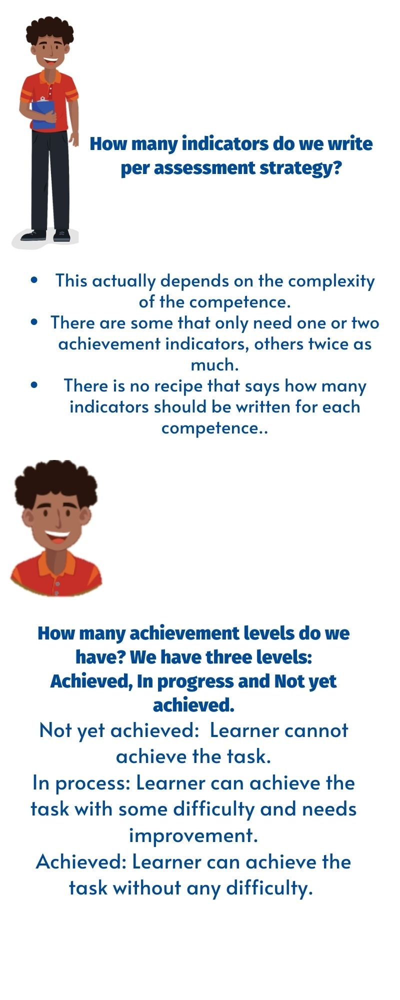 How many indicators do we write
per assessment strategy?
• This actually depends on the complexity
of the competence.
• There are some that only need one or two
achievement indicators, others twice as
much.
• There is no recipe that says how many
indicators should be written for each
competence..
How many achievement levels do we
have? We have three levels:
Achieved, In progress and Not yet
achieved.
Not yet achieved:  Learner cannot
achieve the task.
In process: Learner can achieve the
task with some difficulty and needs
improvement.
Achieved: Learner can achieve the
task without any difficulty.